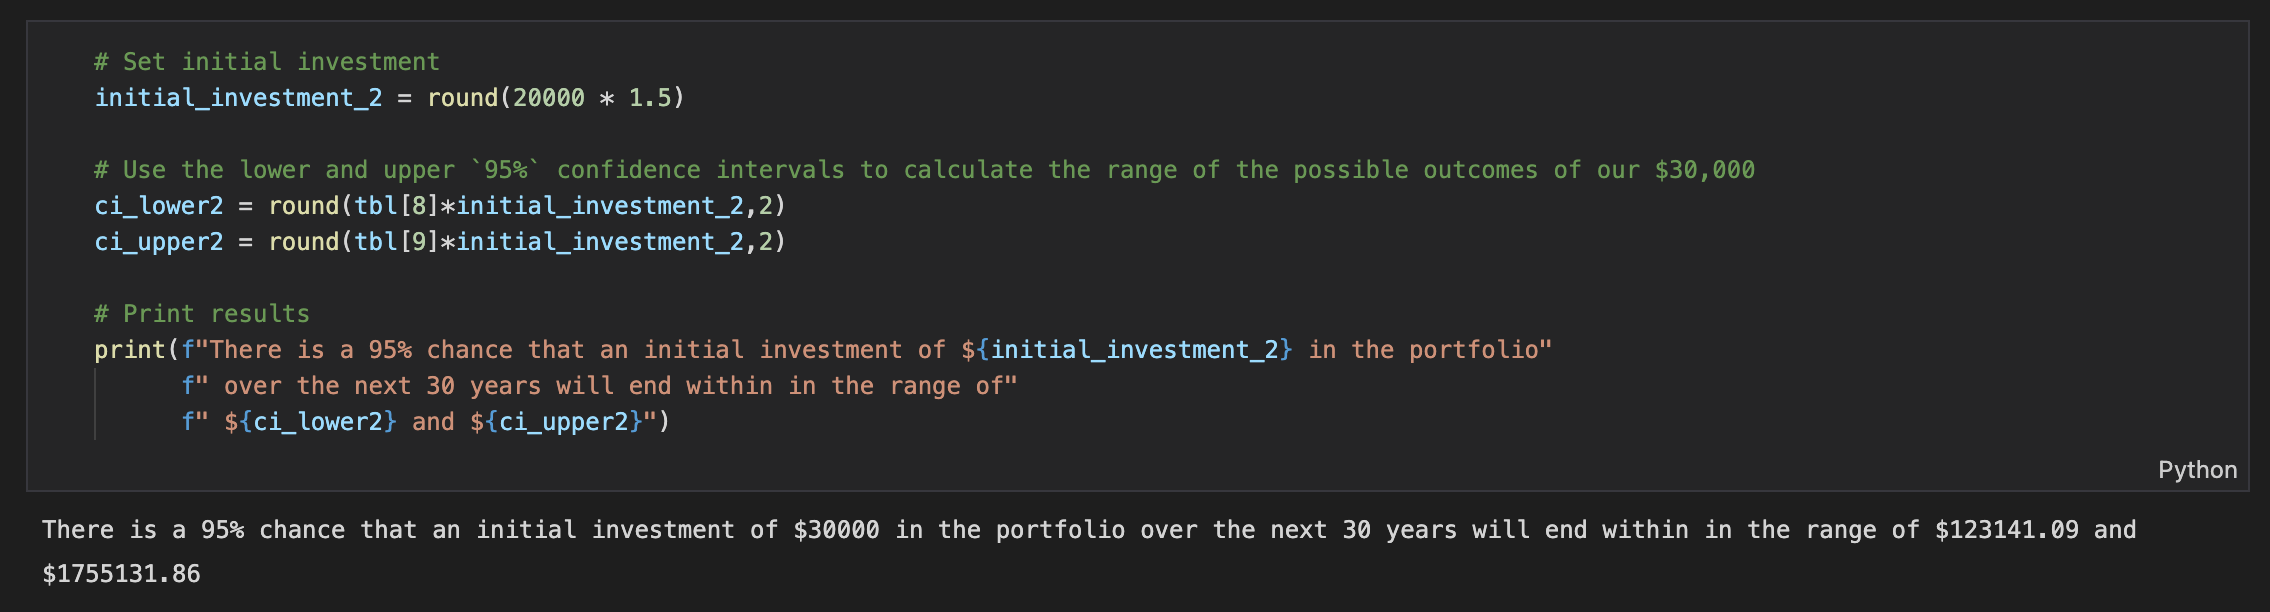 # Set initial investment
initial_investment_2 = round(20000 * 1.5)
# Use the lower and upper `95%` confidence intervals to calculate the range of the possible outcomes of our $30,000
ci_lower2 = round(tbl[8]*initial_investment_2,2)
ci_upper2 = round(tbl[9]*initial_investment_2,2)
# Print results
print(f"There is a 95% chance that an initial investment of ${initial_investment_2} in the portfolio"
f" over the next 30 years will end within in the range of"
f" ${ci_lower2} and ${ci_upper2}")
Python
There is a 95% chance that an initial investment of $30000 in the portfolio over the next 30 years will end within in the range of $123141.09 and
$1755131.86